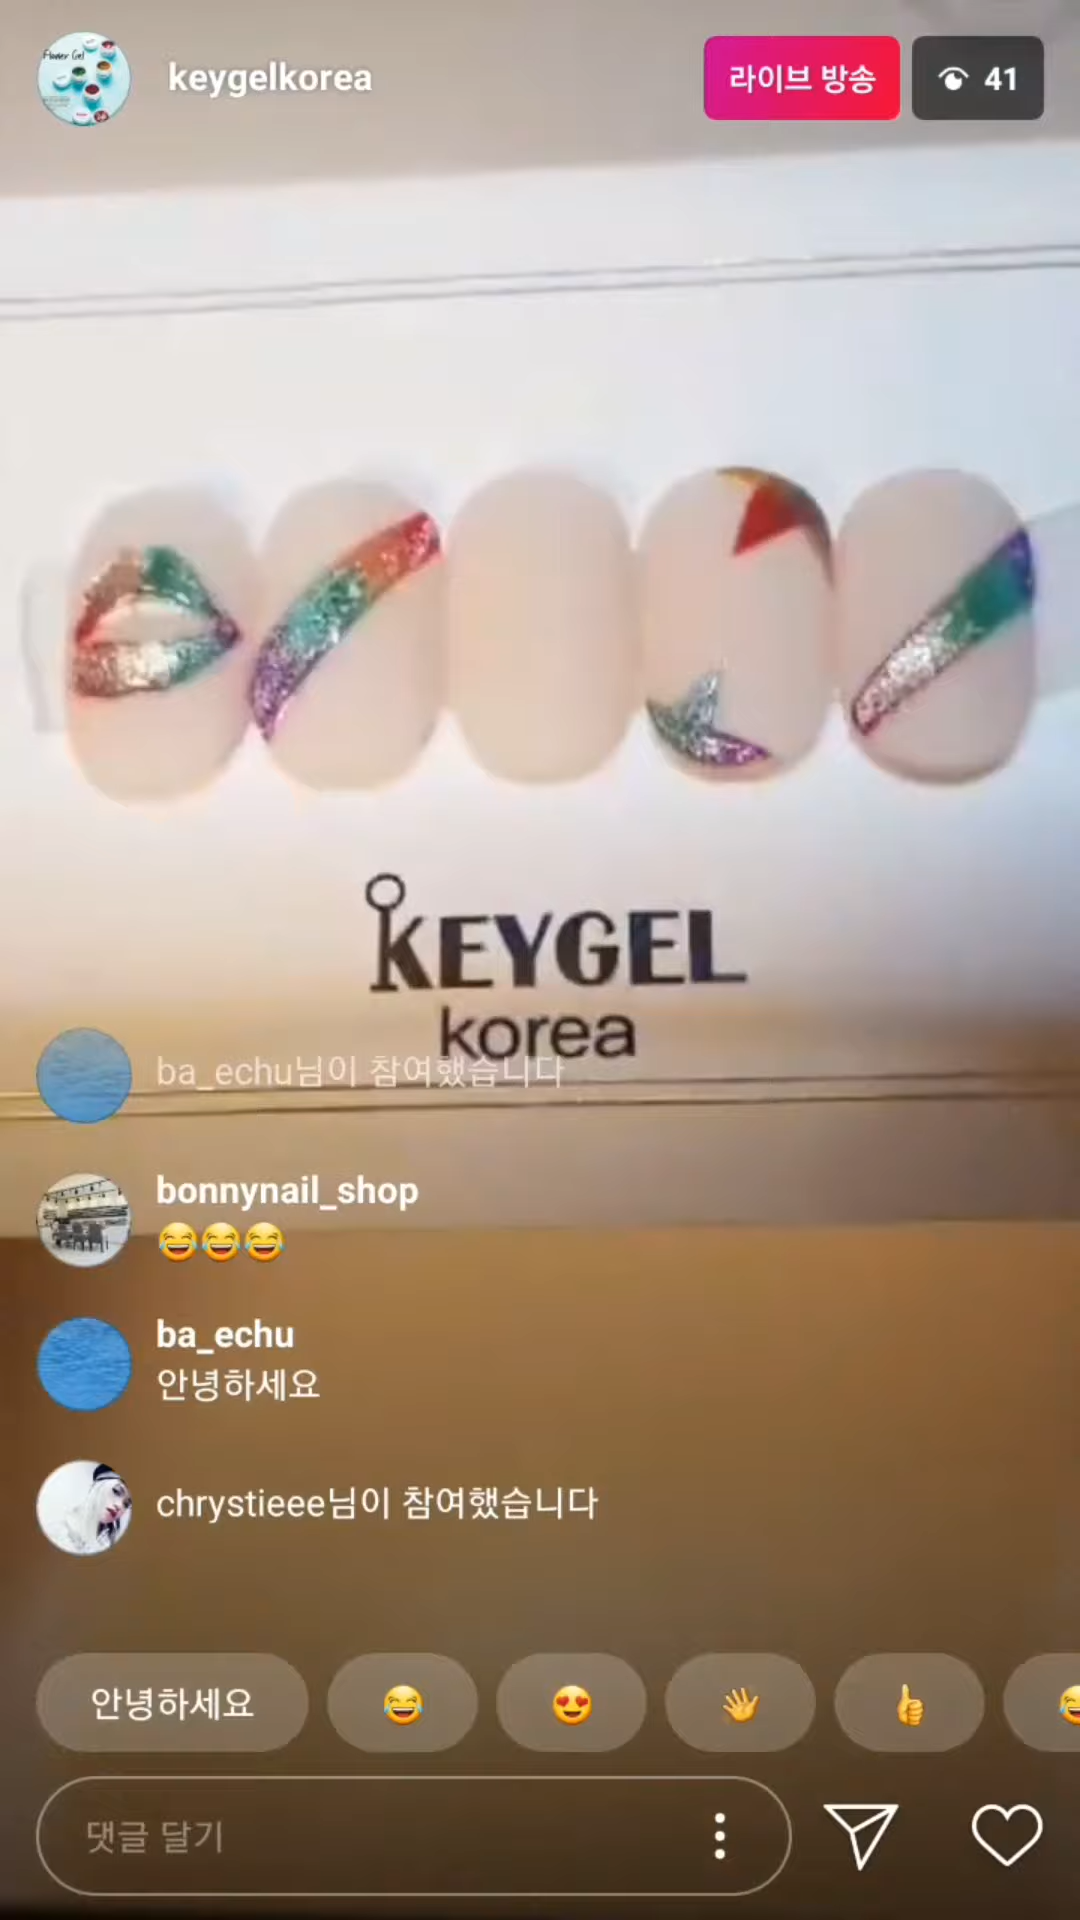 Flower Gel
keygelkorea
라이브 방송
41
KEYGEL
korea
ba_echu님이 참여했습니다
bonnynail_shop
😂😂😂
ba_echu
안녕하세요
chrystieee님이 참여했습니다
안녕하세요 😂 😍 👋 👍 😂
댓글 달기